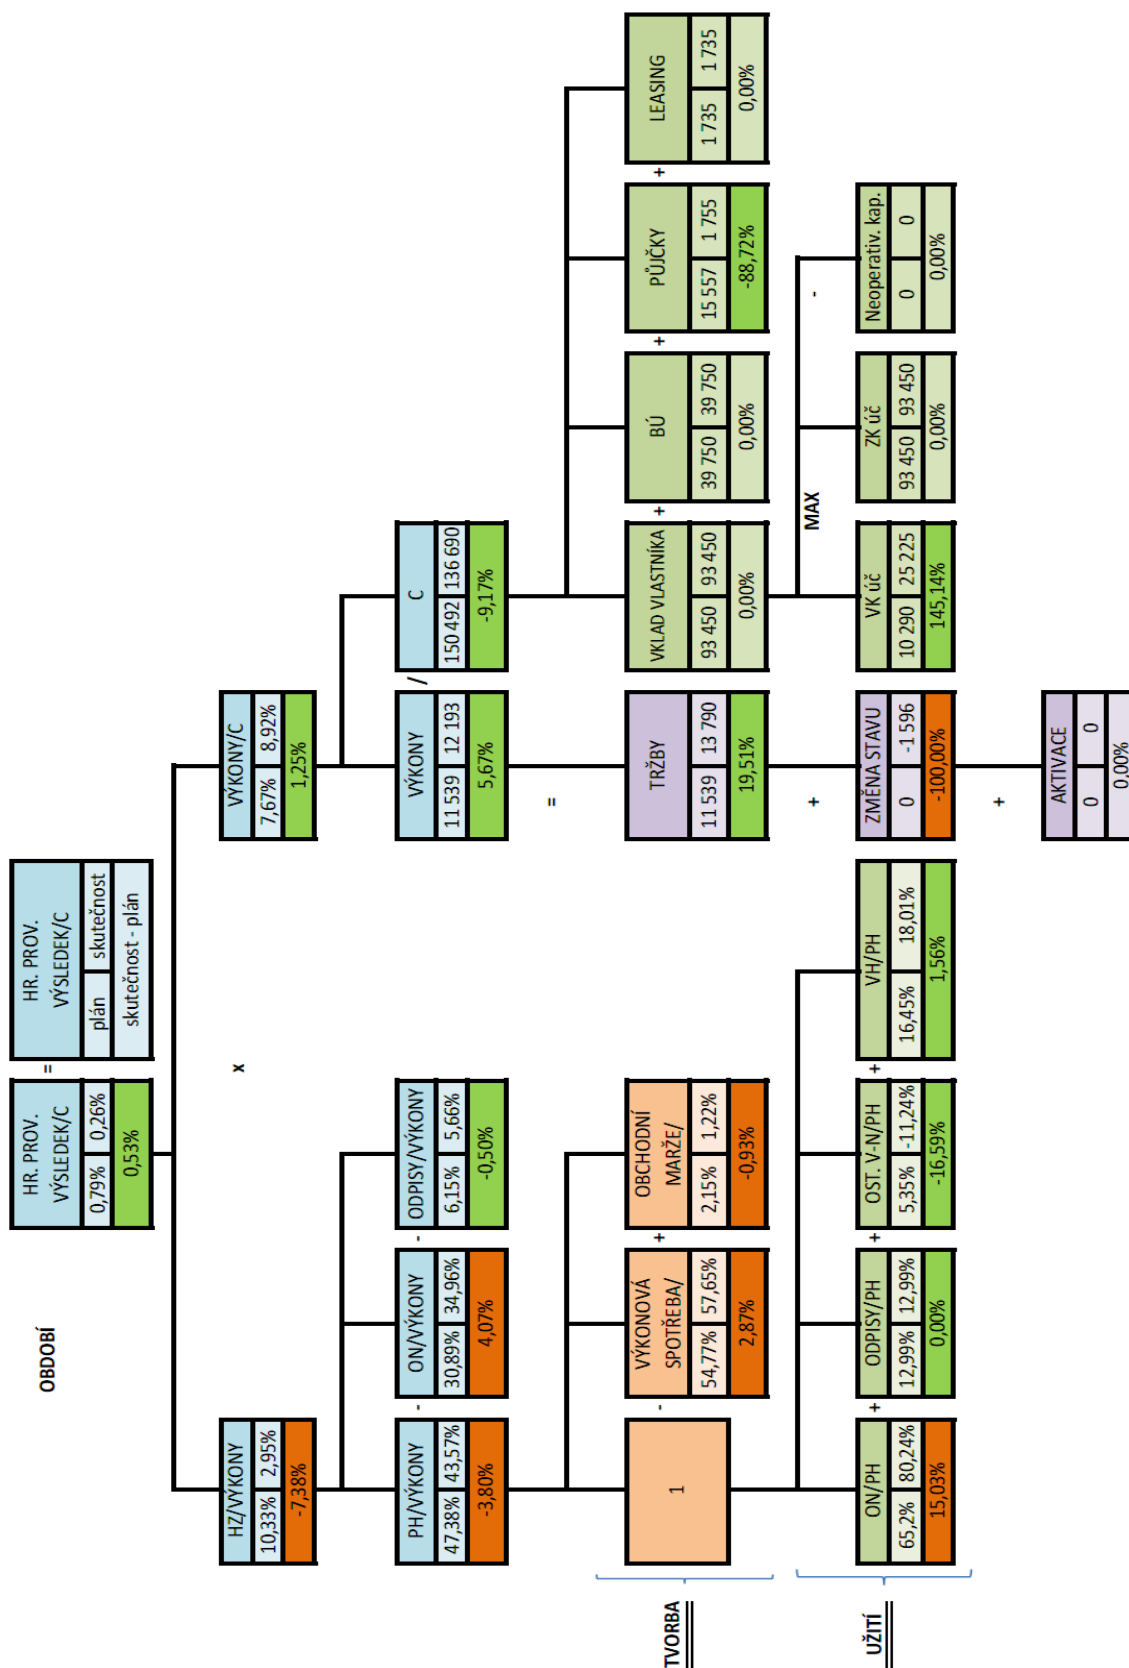 OBDOBÍ
HR. PROV.
VÝSLEDEK/C
0,79% 0,26%
0,53%
=
HR. PROV.
VÝSLEDEK/C
plán skutečnost
skutečnost - plán
HZ/VÝKONY
10,33% 2,95%
-7,38%
x
VÝKONY/C
7,67% 8,92%
1,25%
PH/VÝKONY
47,38% 43,57%
-3,80%
-
ON/VÝKONY
30,89% 34,96%
4,07%
-
ODPISY/VÝKONY
6,15% 5,66%
-0,50%
VÝKONY
11 539 12 193
5,67%
/
C
150 492 136 690
-9,17%
=
TVORBA
1
-
VÝKONOVÁ
SPOTŘEBA/
54,77% 57,65%
2,87%
+
OBCHODNÍ
MARŽE/
2,15% 1,22%
-0,93%
TRŽBY
11 539 13 790
19,51%
VKLAD VLASTNÍKA
93 450 93 450
0,00%
+
BÚ
39 750 39 750
0,00%
+
PŮJČKY
15 557 1 755
-88,72%
+
LEASING
1 735 1 735
0,00%
+
MAX
-
UŽITÍ
ON/PH
65,2% 80,24%
15,03%
+
ODPISY/PH
12,99% 12,99%
0,00%
+
OST. V-N/PH
5,35% -11,24%
-16,59%
+
VH/PH
16,45% 18,01%
1,56%
ZMĚNA STAVU
0 -1 596
-100,00%
VK úč
10 290 25 225
145,14%
ZK úč
93 450 93 450
0,00%
Neoperativ. kap.
0 0
0,00%
+
AKTIVACE
0 0
0,00%